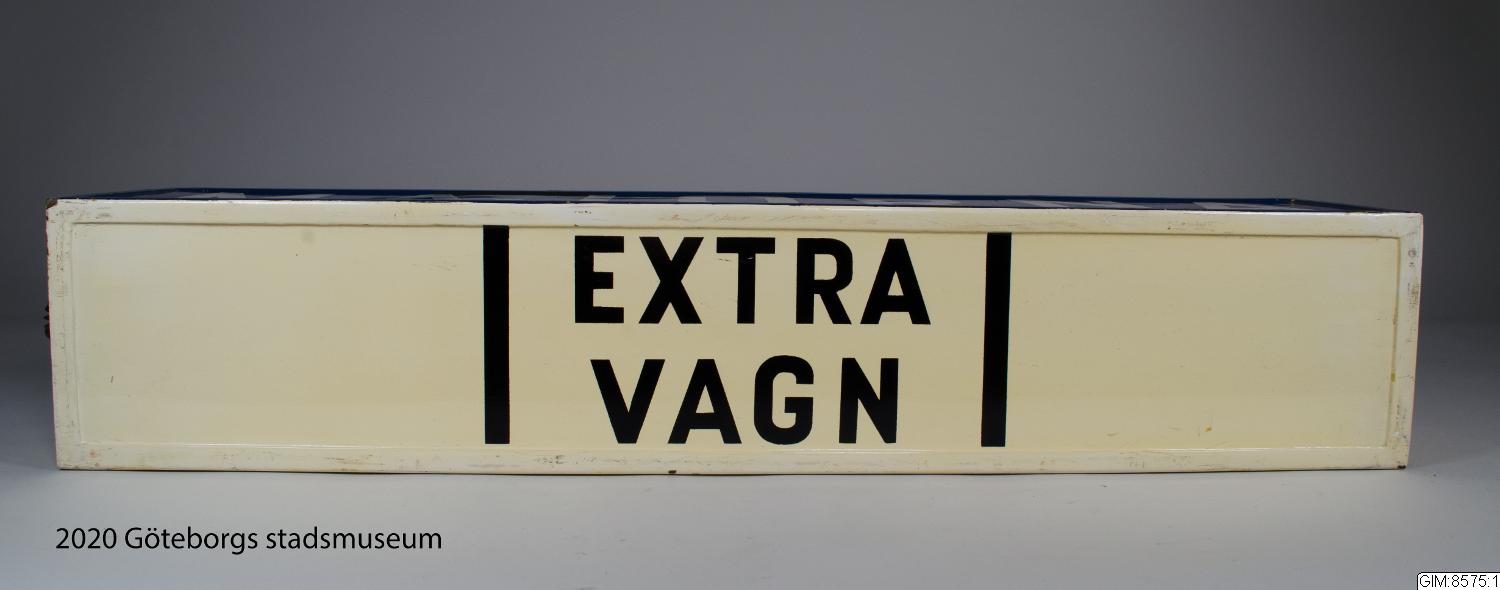 EXTRA
VAGN
2020 Göteborgs stadsmuseum
GIM:8575:1